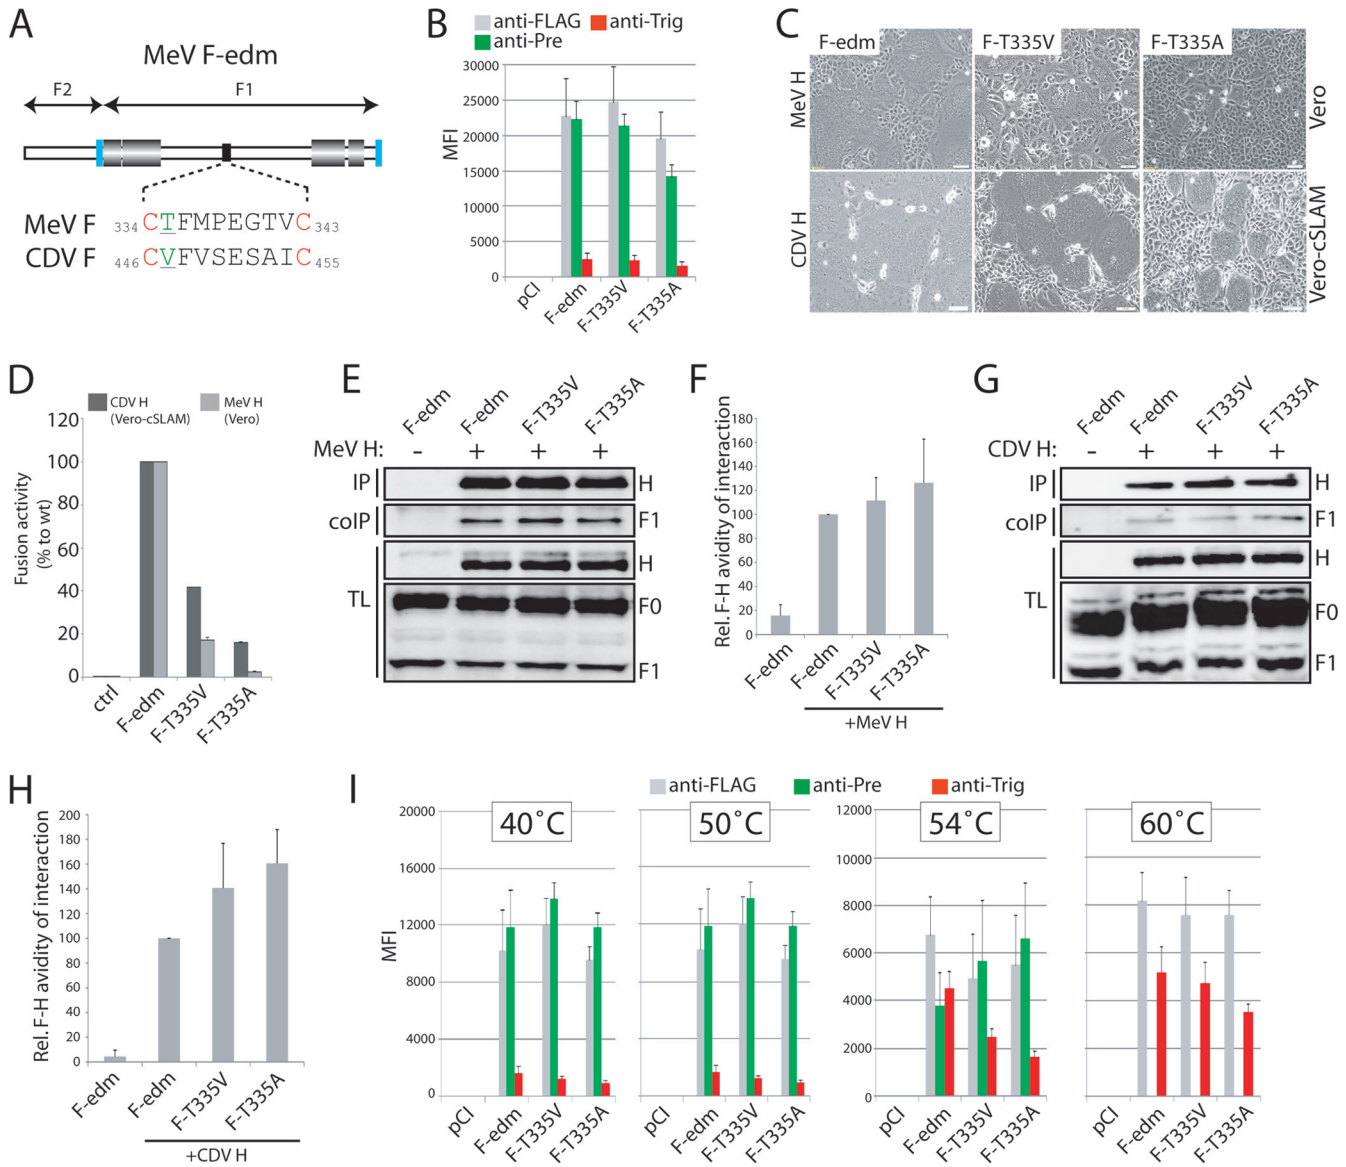 A
MeV F-edm
F2
F1
MeV F 334 CTFMPEGTVC 343
CDV F 446 CVFVSESAIC 455
B
anti-FLAG anti-Trig
anti-Pre
MFI
30000
25000
20000
15000
10000
5000
0
pCI
F-edm
F-T335V
F-T335A
C
F-edm F-T335V F-T335A
MeV H
Vero
CDV H
Vero-cSLAM
D
CDV H
(Vero-cSLAM)
MeV H
(Vero)
Fusion activity
(% to wt)
120
100
80
60
40
20
0
ctrl
F-edm
F-T335V
F-T335A
E
F-edm
F-edm
F-T335V
F-T335A
MeV H: - + + +
IP H
coIP F1
TL
H
F0
F1
F
Rel. F-H avidity of interaction
180
160
140
120
100
80
60
40
20
0
F-edm
F-edm
F-T335V
F-T335A
+MeV H
G
F-edm
F-edm
F-T335V
F-T335A
CDV H: - + + +
IP H
coIP F1
TL
H
F0
F1
H
Rel. F-H avidity of interaction
200
180
160
140
120
100
80
60
40
20
0
F-edm
F-edm
F-T335V
F-T335A
+CDV H
I
anti-FLAG anti-Pre anti-Trig
MFI
20000
16000
12000
8000
4000
0
40°C
pCI
F-edm
F-T335V
F-T335A
50°C
pCI
F-edm
F-T335V
F-T335A
12000
10000
8000
6000
4000
2000
0
54°C
pCI
F-edm
F-T335V
F-T335A
60°C
pCI
F-edm
F-T335V
F-T335A